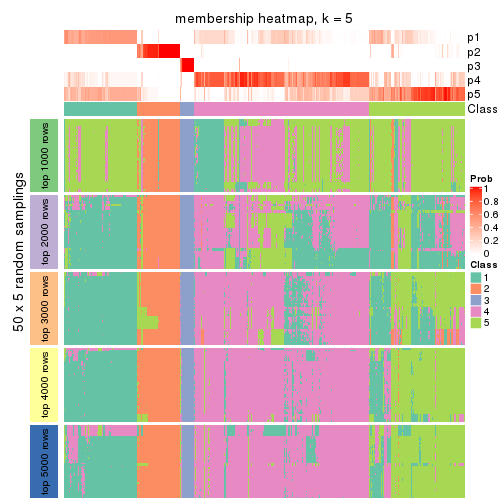 membership heatmap, k = 5
p1
p2
p3
p4
p5
Class
50 x 5 random samplings
top 1000 rows
top 2000 rows
top 3000 rows
top 4000 rows
top 5000 rows
Prob
1
0.8
0.6
0.4
0.2
0
Class
1
2
3
4
5